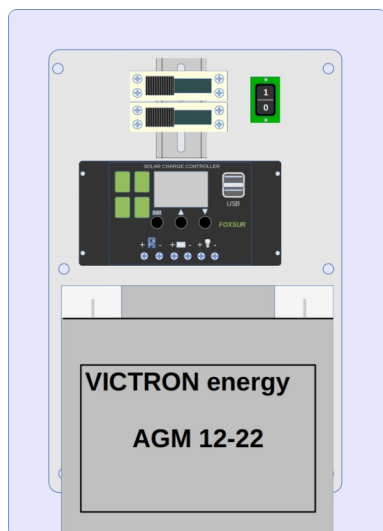 1
0
SOLAR CHARGE CONTROLLER
USB
FOXSUR
+ - + - + -
VICTRON energy
AGM 12-22